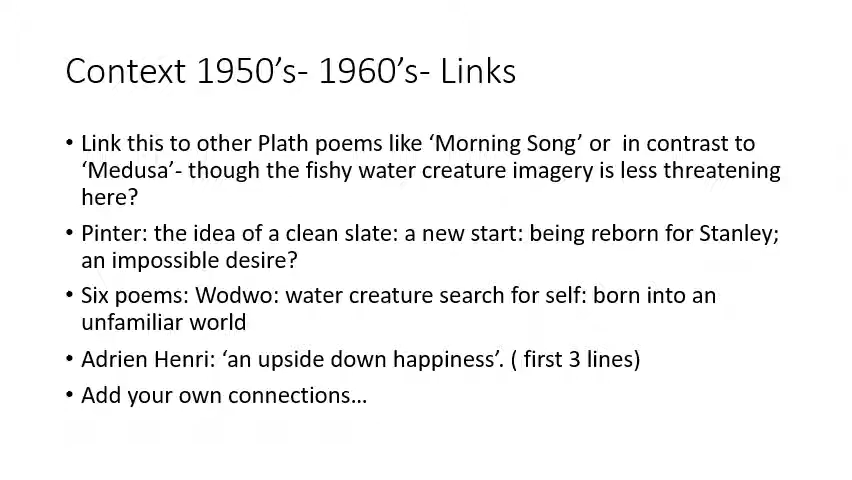 Context 1950’s- 1960’s- Links
• Link this to other Plath poems like ‘Morning Song’ or  in contrast to
‘Medusa’- though the fishy water creature imagery is less threatening
here?
• Pinter: the idea of a clean slate: a new start: being reborn for Stanley;
an impossible desire?
• Six poems: Wodwo: water creature search for self: born into an
unfamiliar world
• Adrien Henri: ‘an upside down happiness’. ( first 3 lines)
• Add your own connections…